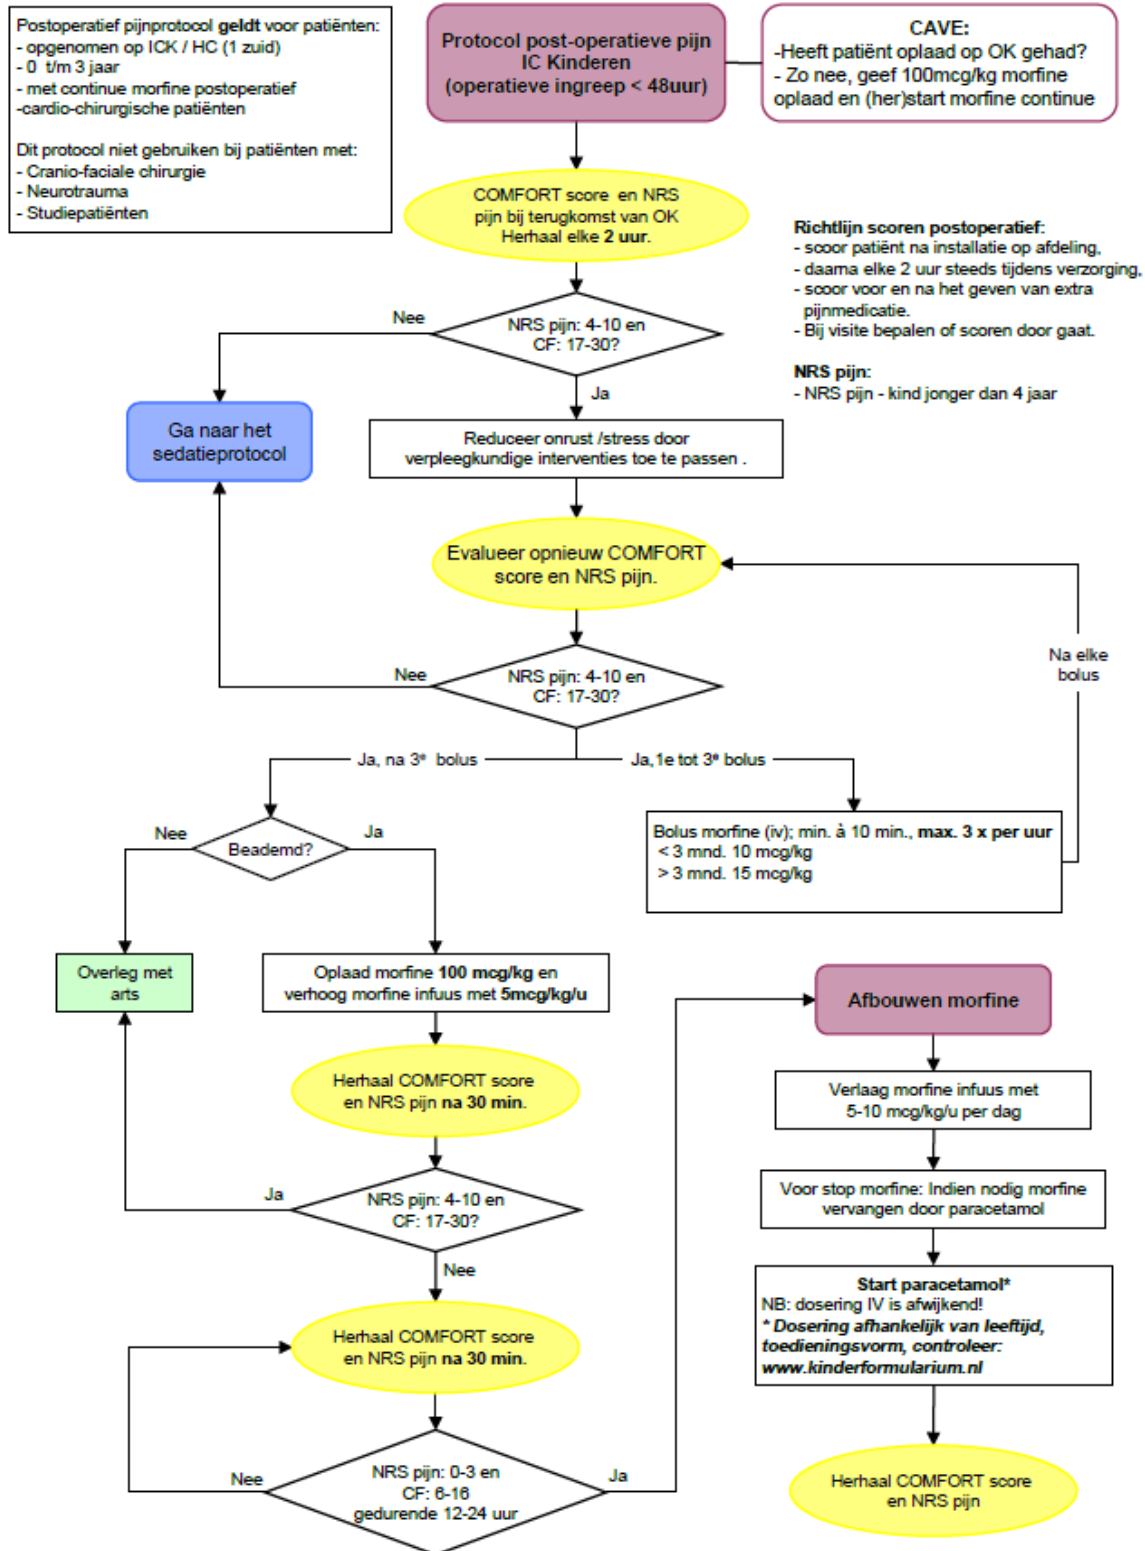 Postoperatief pijnprotocol geldt voor patiënten:
- opgenomen op ICK / HC (1 zuid)
- 0 t/m 3 jaar
- met continue morfine postoperatief
-cardio-chirurgische patiënten
Dit protocol niet gebruiken bij patiënten met:
- Cranio-faciale chirurgie
- Neurotrauma
- Studiepatiënten
Protocol post-operatieve pijn
IC Kinderen
(operatieve ingreep < 48uur)
CAVE:
-Heeft patiënt oplaad op OK gehad?
- Zo nee, geef 100mcg/kg morfine
oplaad en (her)start morfine continue
COMFORT score en NRS
pijn bij terugkomst van OK
Herhaal elke 2 uur.
Richtlijn scoren postoperatief:
- scoor patiënt na installatie op afdeling,
- daarna elke 2 uur steeds tijdens verzorging,
- scoor voor en na het geven van extra
pijnmedicatie.
- Bij visite bepalen of scoren door gaat.
NRS pijn:
- NRS pijn - kind jonger dan 4 jaar
Nee
NRS pijn: 4-10 en
CF: 17-30?
Ja
Ga naar het
sedatieprotocol
Reduceer onrust /stress door
verpleegkundige interventies toe te passen .
Evalueer opnieuw COMFORT
score en NRS pijn.
Nee
NRS pijn: 4-10 en
CF: 17-30?
Na elke
bolus
Ja, na 3e bolus
Ja,1e tot 3e bolus
Nee
Beademd?
Ja
Bolus morfine (iv); min. à 10 min., max. 3 x per uur
< 3 mnd. 10 mcg/kg
> 3 mnd. 15 mcg/kg
Overleg met
arts
Oplaad morfine 100 mcg/kg en
verhoog morfine infuus met 5mcg/kg/u
Afbouwen morfine
Herhaal COMFORT score
en NRS pijn na 30 min.
Verlaag morfine infuus met
5-10 mcg/kg/u per dag
Ja
NRS pijn: 4-10 en
CF: 17-30?
Nee
Voor stop morfine: Indien nodig morfine
vervangen door paracetamol
Start paracetamol*
NB: dosering IV is afwijkend!
* Dosering afhankelijk van leeftijd,
toedieningsvorm, controleer:
www.kinderformularium.nl
Herhaal COMFORT score
en NRS pijn na 30 min.
Nee
NRS pijn: 0-3 en
CF: 6-16
gedurende 12-24 uur
Ja
Herhaal COMFORT score
en NRS pijn